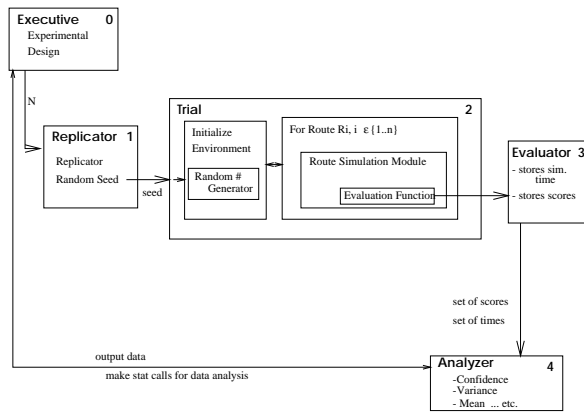 Executive 0
Experimental
Design
N
Replicator 1
Replicator
Random Seed
seed
Trial 2
Initialize
Environment
Random #
Generator
For Route Ri, i ε {1..n}
Route Simulation Module
Evaluation Function
Evaluator 3
- stores sim.
time
- stores scores
set of scores
set of times
output data
make stat calls for data analysis
Analyzer 4
-Confidence
-Variance
- Mean ... etc.